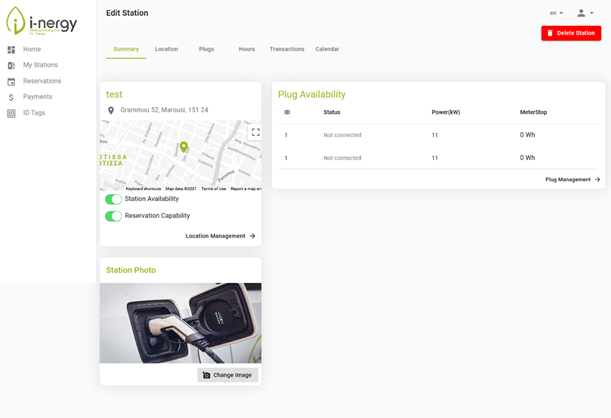 i-nergy
Edit Station
en
Delete Station
Home
My Stations
Reservations
Payments
ID Tags
Summary Location Plugs Hours Transactions Calendar
test
Grammou 52, Marousi, 151 24
ΙΤΙΣΣΑ
Keyboard shortcuts Map data ©2021 Terms of Use Report a map er
Station Availability
Reservation Capability
Location Management
Plug Availability
ID Status Power(kW) MeterStop
1 Not connected 11 0 Wh
1 Not connected 11 0 Wh
Plug Management
Station Photo
Change Image